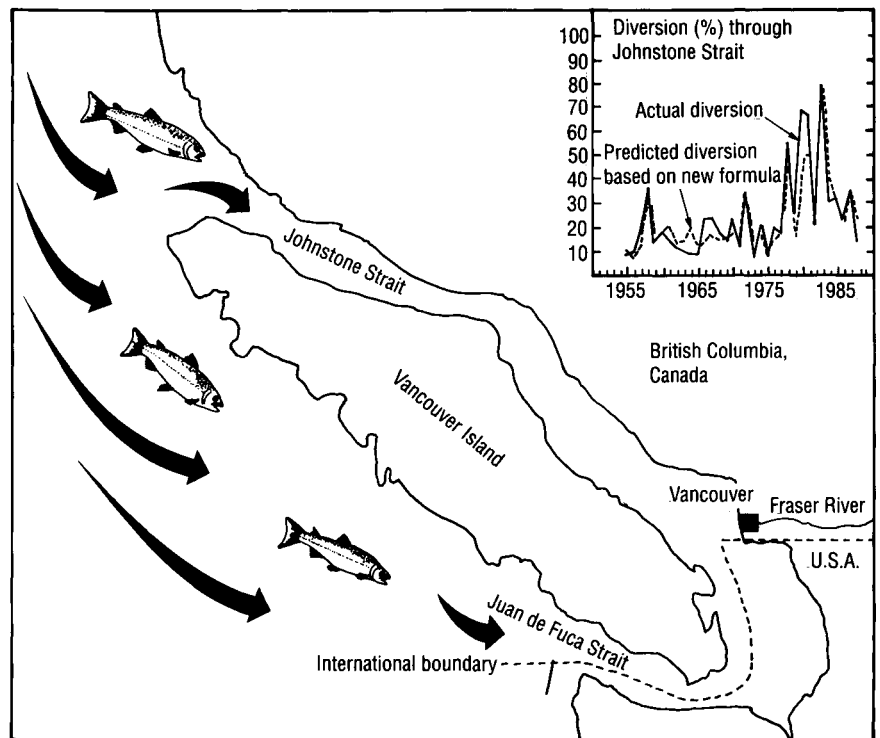 Diversion (%) through
Johnstone Strait
100
90
80
70
60
50
40
30
20
10
Actual diversion
Predicted diversion
based on new formula
1955
1965
1975
1985
Johnstone Strait
British Columbia,
Canada
Vancouver Island
Vancouver
Fraser River
U.S.A.
Juan de Fuca Strait
International boundary